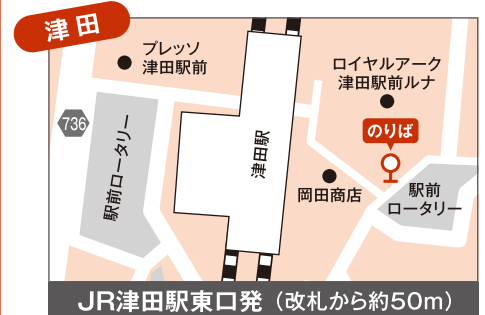 津田
プレッソ
津田駅前
ロイヤルアーク
津田駅前ルナ
736
のりば
駅前ロータリー
津田駅
岡田商店
駅前
ロータリー
JR津田駅東口発（改札から約50m）